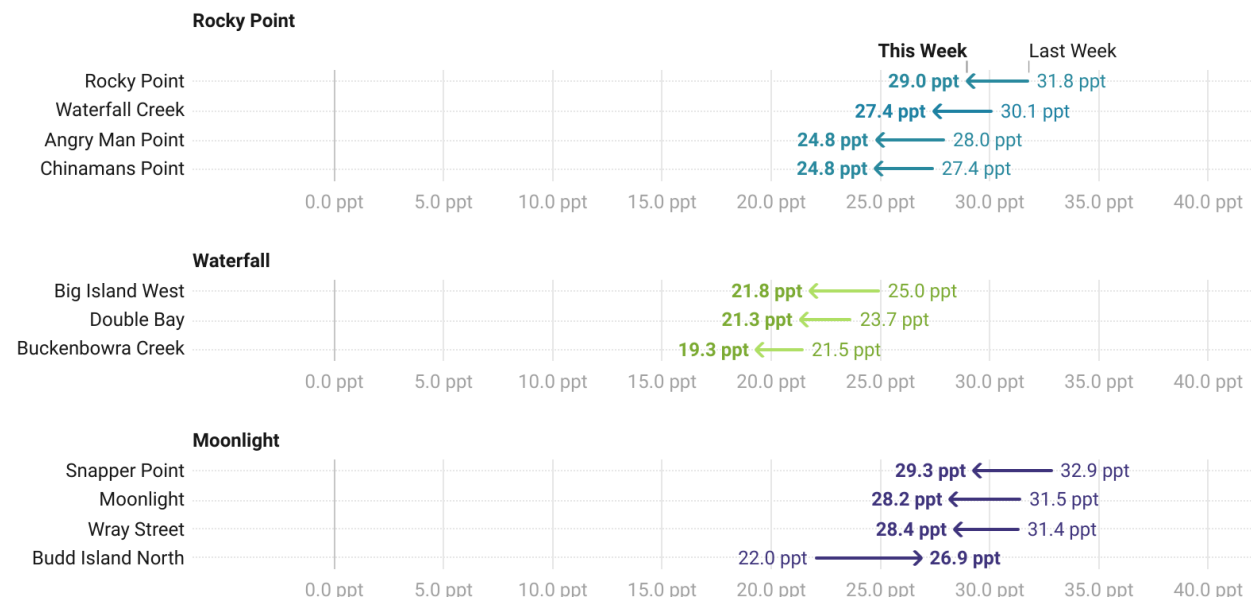 Rocky Point
This Week Last Week
Rocky Point 29.0 ppt 31.8 ppt
Waterfall Creek 27.4 ppt 30.1 ppt
Angry Man Point 24.8 ppt 28.0 ppt
Chinamans Point 24.8 ppt 27.4 ppt
0.0 ppt 5.0 ppt 10.0 ppt 15.0 ppt 20.0 ppt 25.0 ppt 30.0 ppt 35.0 ppt 40.0 ppt
Waterfall
Big Island West 21.8 ppt 25.0 ppt
Double Bay 21.3 ppt 23.7 ppt
Buckenbowra Creek 19.3 ppt 21.5 ppt
0.0 ppt 5.0 ppt 10.0 ppt 15.0 ppt 20.0 ppt 25.0 ppt 30.0 ppt 35.0 ppt 40.0 ppt
Moonlight
Snapper Point 29.3 ppt 32.9 ppt
Moonlight 28.2 ppt 31.5 ppt
Wray Street 28.4 ppt 31.4 ppt
Budd Island North 22.0 ppt 26.9 ppt
0.0 ppt 5.0 ppt 10.0 ppt 15.0 ppt 20.0 ppt 25.0 ppt 30.0 ppt 35.0 ppt 40.0 ppt